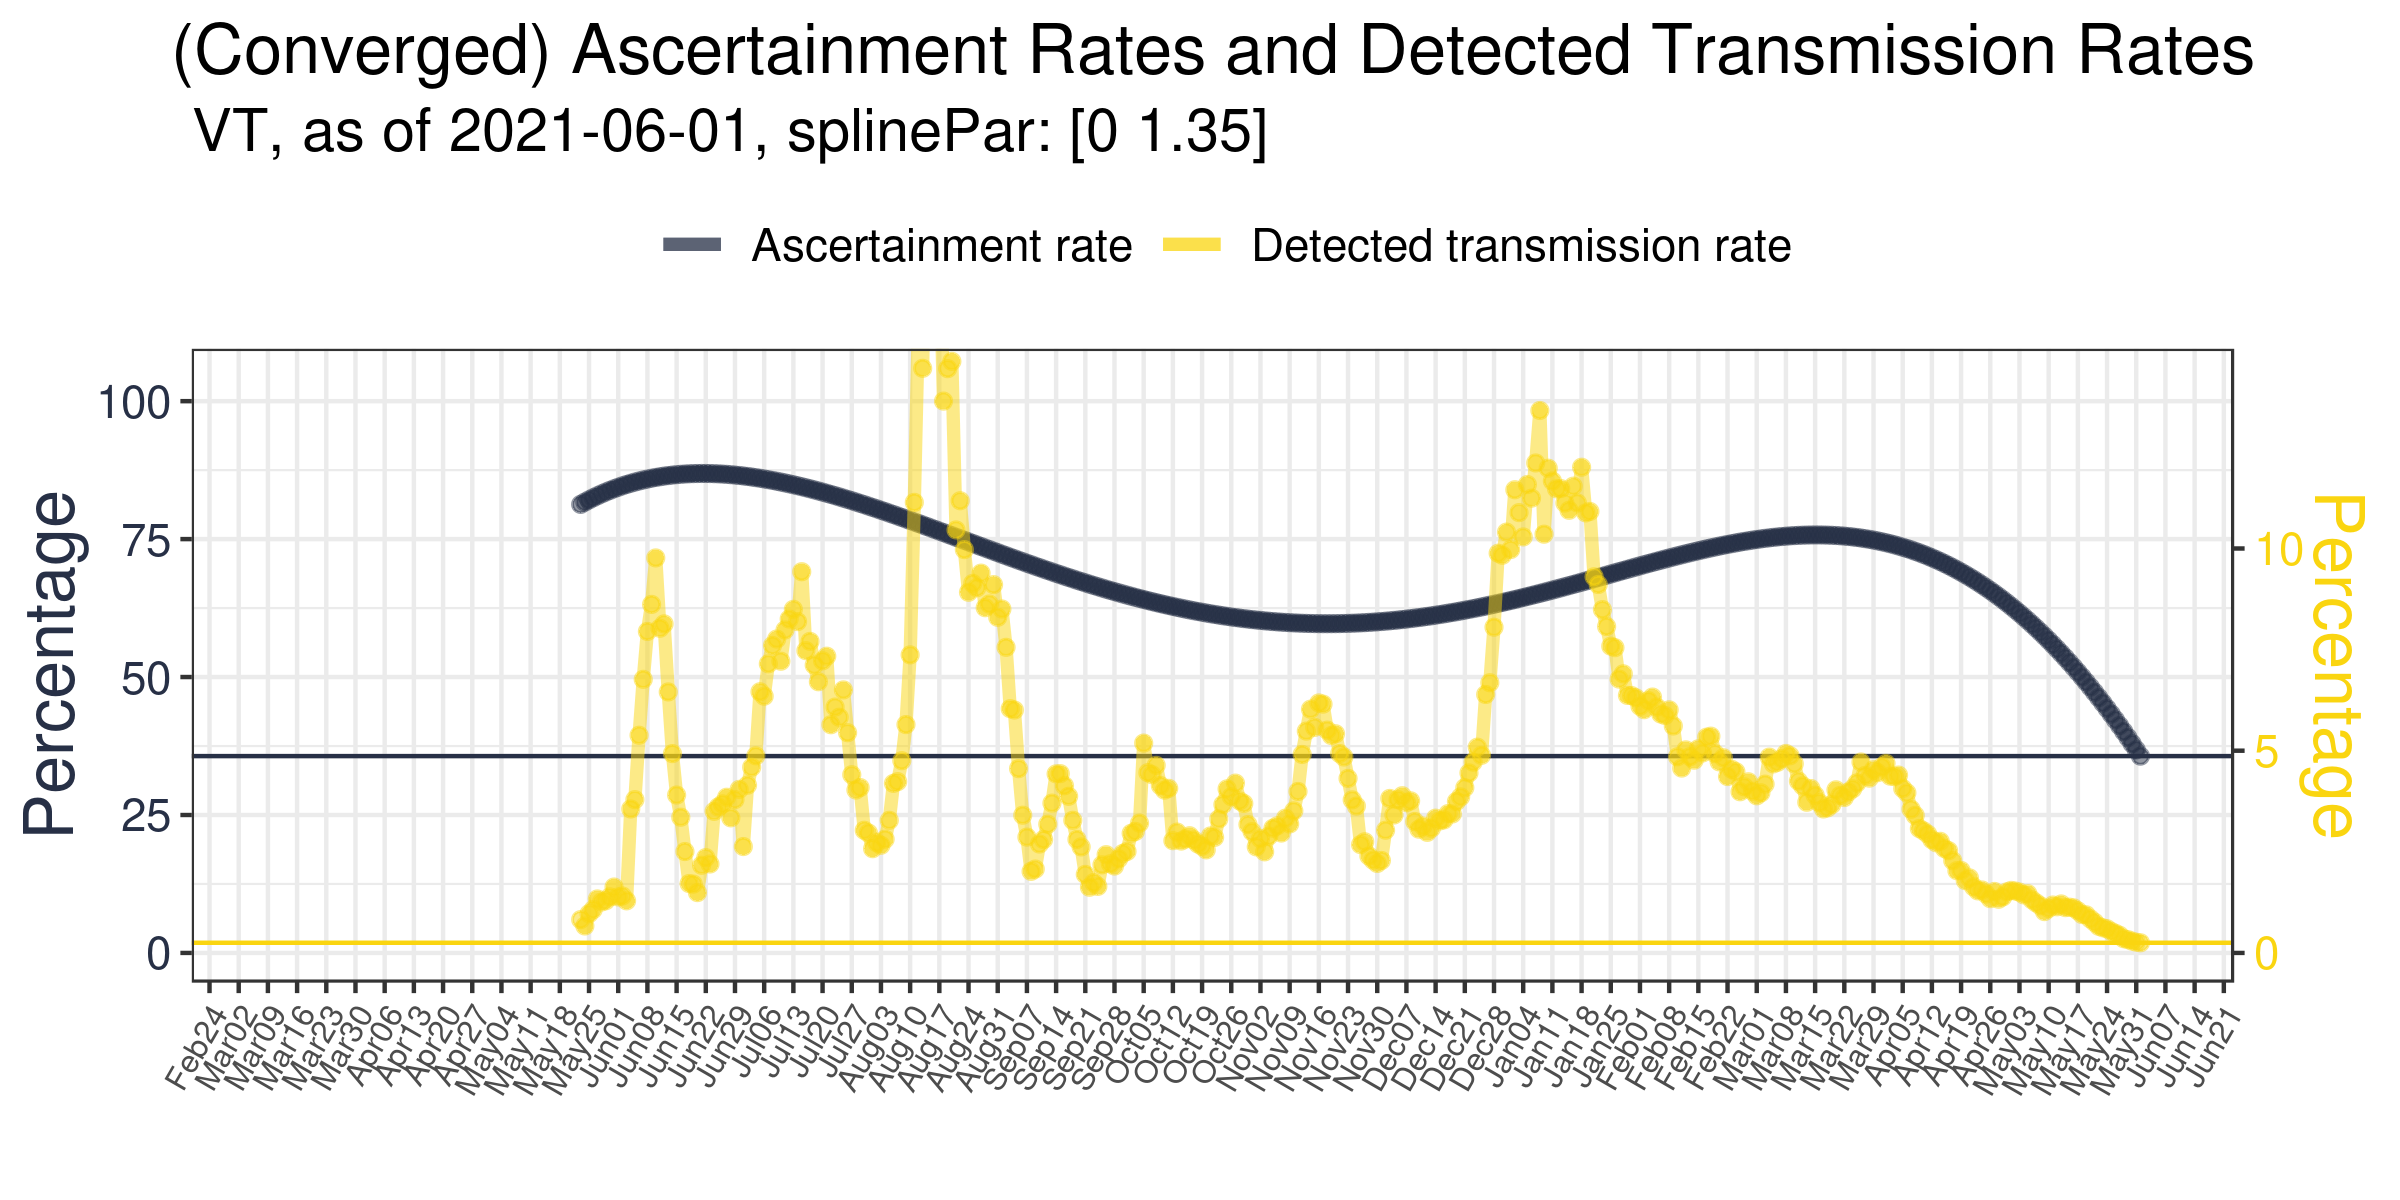 (Converged) Ascertainment Rates and Detected Transmission Rates
VT, as of 2021-06-01, splinePar: [0 1.35]
Ascertainment rate Detected transmission rate
Percentage
100
75
50
25
0
10
5
0
Percentage
Feb24 Mar02 Mar09 Mar16 Mar23 Mar30 Apr06 Apr13 Apr20 Apr27 May04 May11 May18 May25 Jun01 Jun08 Jun15 Jun22 Jun29 Jul06 Jul13 Jul20 Jul27 Aug03 Aug10 Aug17 Aug24 Aug31 Sep07 Sep14 Sep21 Sep28 Oct05 Oct12 Oct19 Oct26 Nov02 Nov09 Nov16 Nov23 Nov30 Dec07 Dec14 Dec21 Dec28 Jan04 Jan11 Jan18 Jan25 Feb01 Feb08 Feb15 Feb22 Mar01 Mar08 Mar15 Mar22 Mar29 Apr05 Apr12 Apr19 Apr26 May03 May10 May17 May24 May31 Jun07 Jun14 Jun21